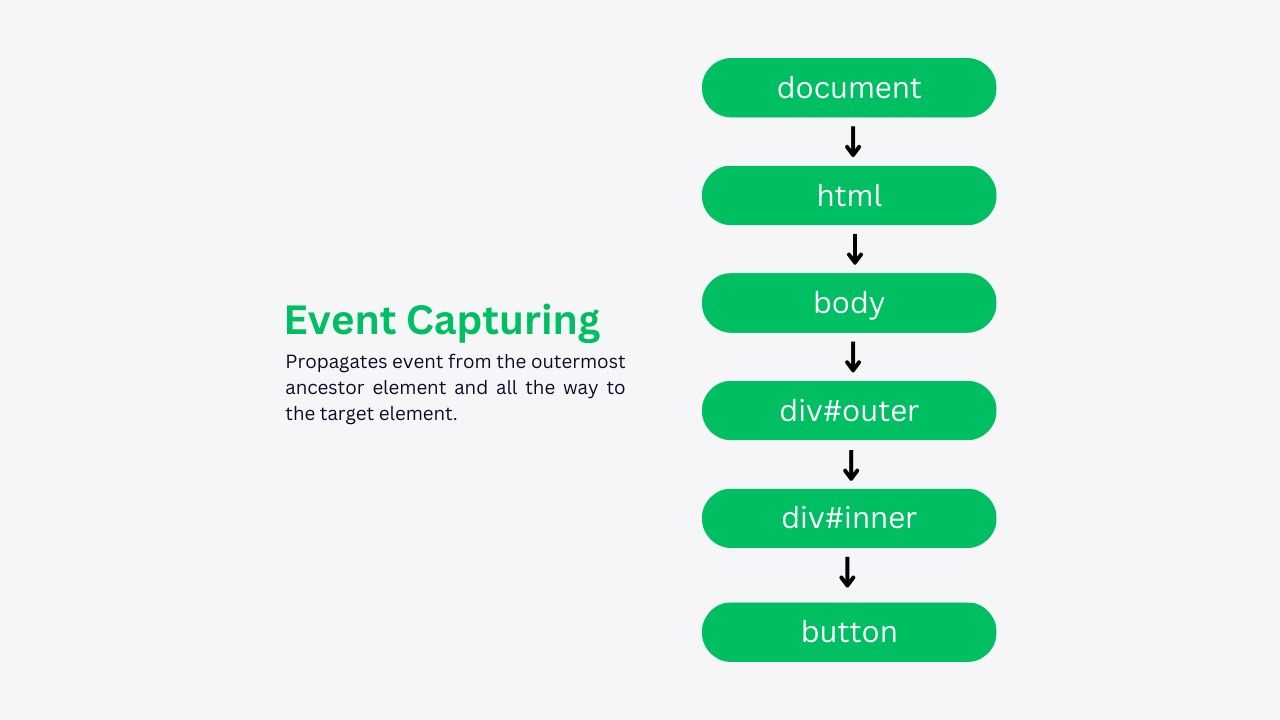 Event Capturing
Propagates event from the outermost
ancestor element and all the way to
the target element.
document
html
body
div#outer
div#inner
button